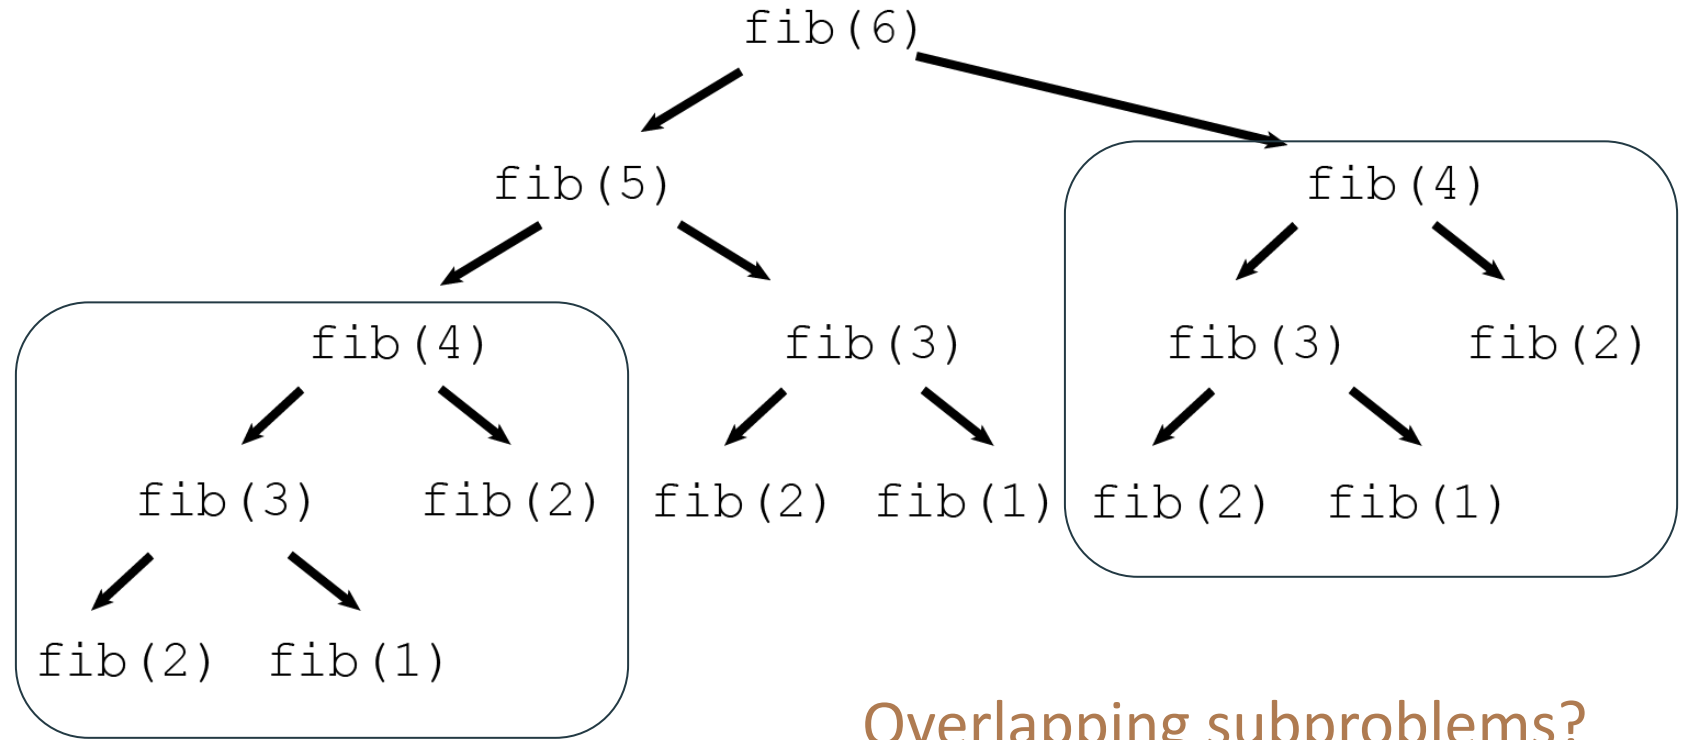 fib(6)
fib(5) fib(4)
fib(4) fib(3) fib(3) fib(2)
fib(3) fib(2) fib(2) fib(1) fib(2) fib(1)
fib(2) fib(1)
Overlapping subproblems?